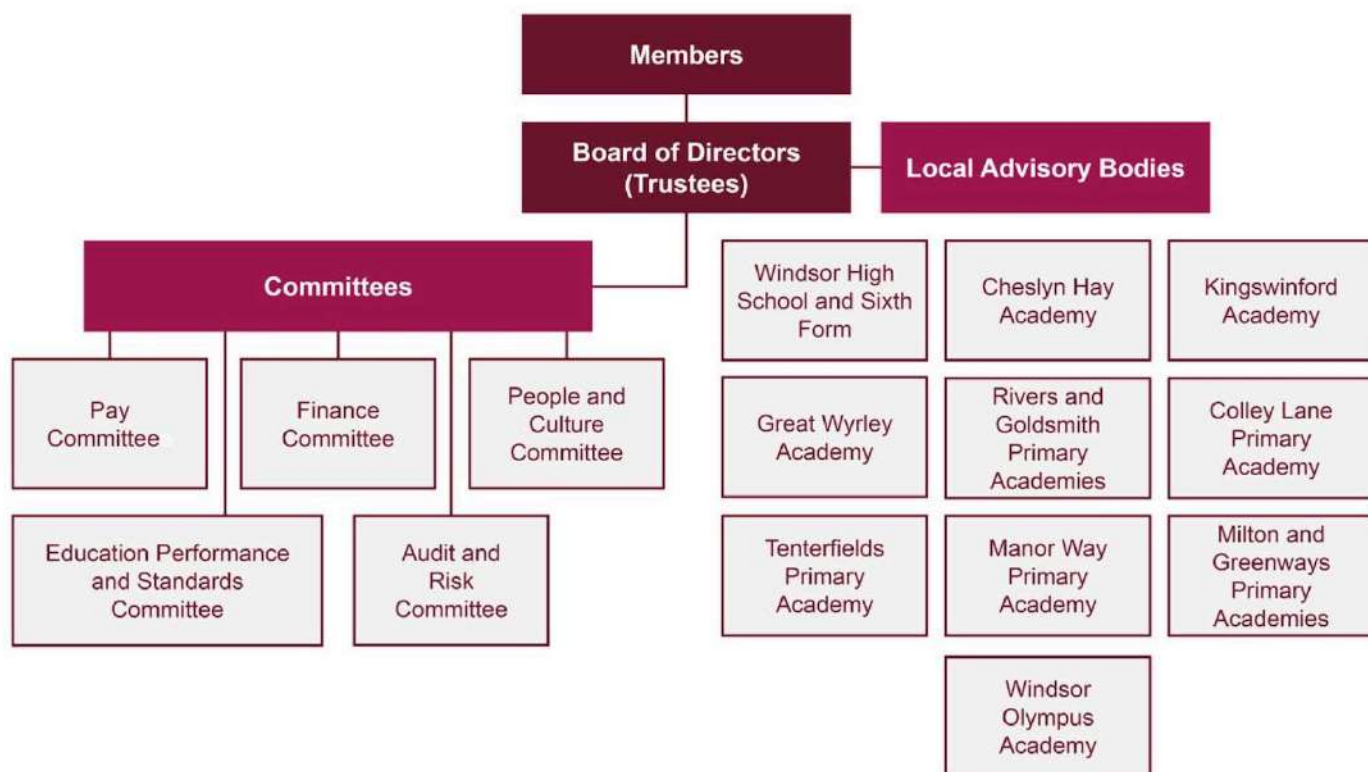 Members
Board of Directors
(Trustees)
Local Advisory Bodies
Committees
Pay
Committee
Finance
Committee
People and
Culture
Committee
Education Performance
and Standards
Committee
Audit and
Risk
Committee
Windsor High
School and Sixth
Form
Cheslyn Hay
Academy
Kingswinford
Academy
Great Wyrley
Academy
Rivers and
Goldsmith
Primary
Academies
Colley Lane
Primary
Academy
Tenterfields
Primary
Academy
Manor Way
Primary
Academy
Milton and
Greenways
Primary
Academies
Windsor
Olympus
Academy